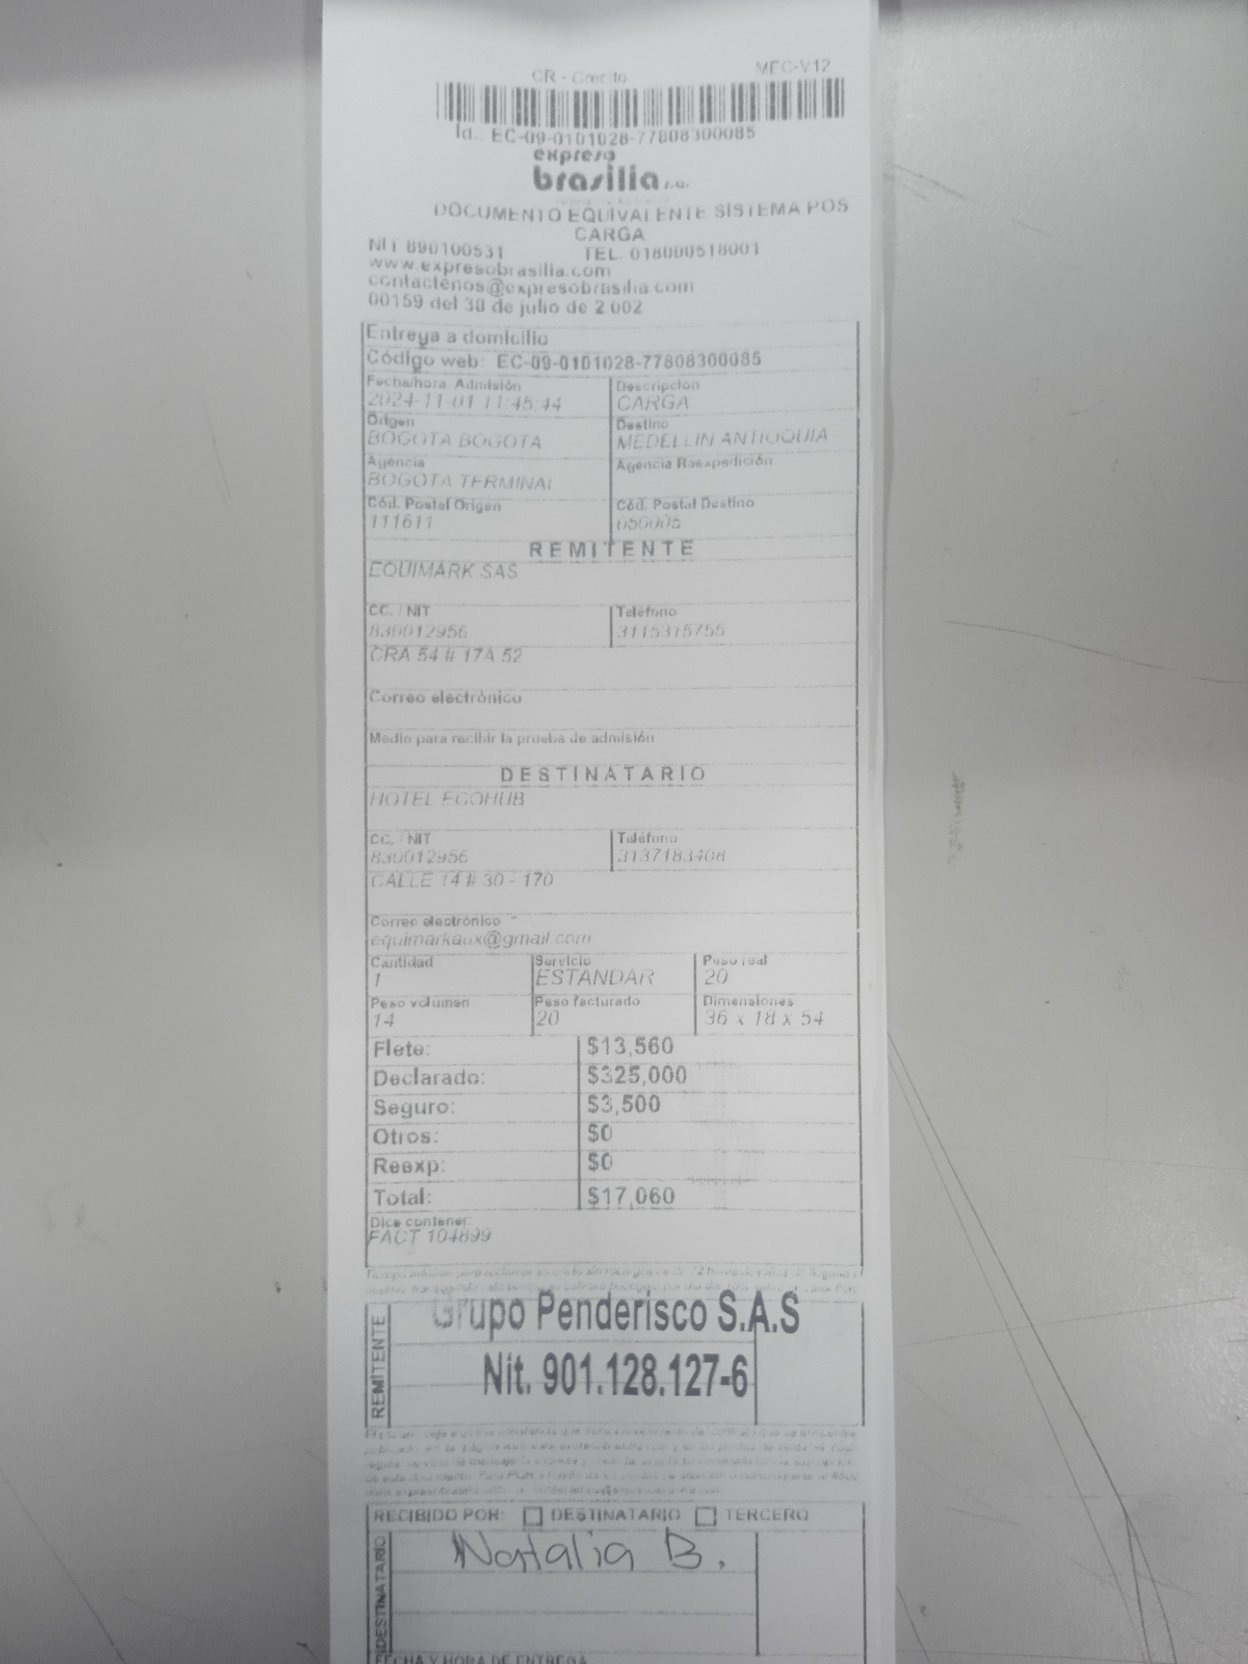 CR - Credito MEC-V12
Id.: EC-09-0101028-77808300085
expreso
brasilia s.a.
DOCUMENTO EQUIVALENTE SISTEMA POS
CARGA
NIT 890100531 TEL. 018000518001
www.expresobrasilia.com
contactenos@expresobrasilia.com
00159 del 30 de julio de 2 002
Entrega a domicilio
Código web: EC-09-0101028-77808300085
Fecha/hora Admisión Descripcion
2024-11-01 11:45:44 CARGA
Origen Destino
BOGOTA BOGOTA MEDELLIN ANTIOQUIA
Agencia Agencia Reexpedición
BOGOTA TERMINAL
Cód. Postal Origen Cód. Postal Destino
111611 050005
REMITENTE
EQUIMARK SAS
CC. / NIT Telefono
830012956 3115315755
CRA 54 # 17A 52
Correo electrónico
Medio para recibir la prueba de admisión
DESTINATARIO
HOTEL ECOHUB
CC. / NIT Telefono
830012956 3137183408
CALLE 14 # 30 - 170
Correo electrónico
equimarkaux@gmail.com
Cantidad Servicio Peso real
1 ESTANDAR 20
Peso volumen Peso facturado Dimensiones
14 20 36 x 18 x 54
Flete: $13,560
Declarado: $325,000
Seguro: $3,500
Otros: $0
Reexp: $0
Total: $17,060
Dice contener:
FACT 104899
REMITENTE
Grupo Penderisco S.A.S
Nit. 901.128.127-6
RECIBIDO POR: DESTINATARIO TERCERO
DESTINATARIO
Natalia B.
FECHA Y HORA DE ENTREGA